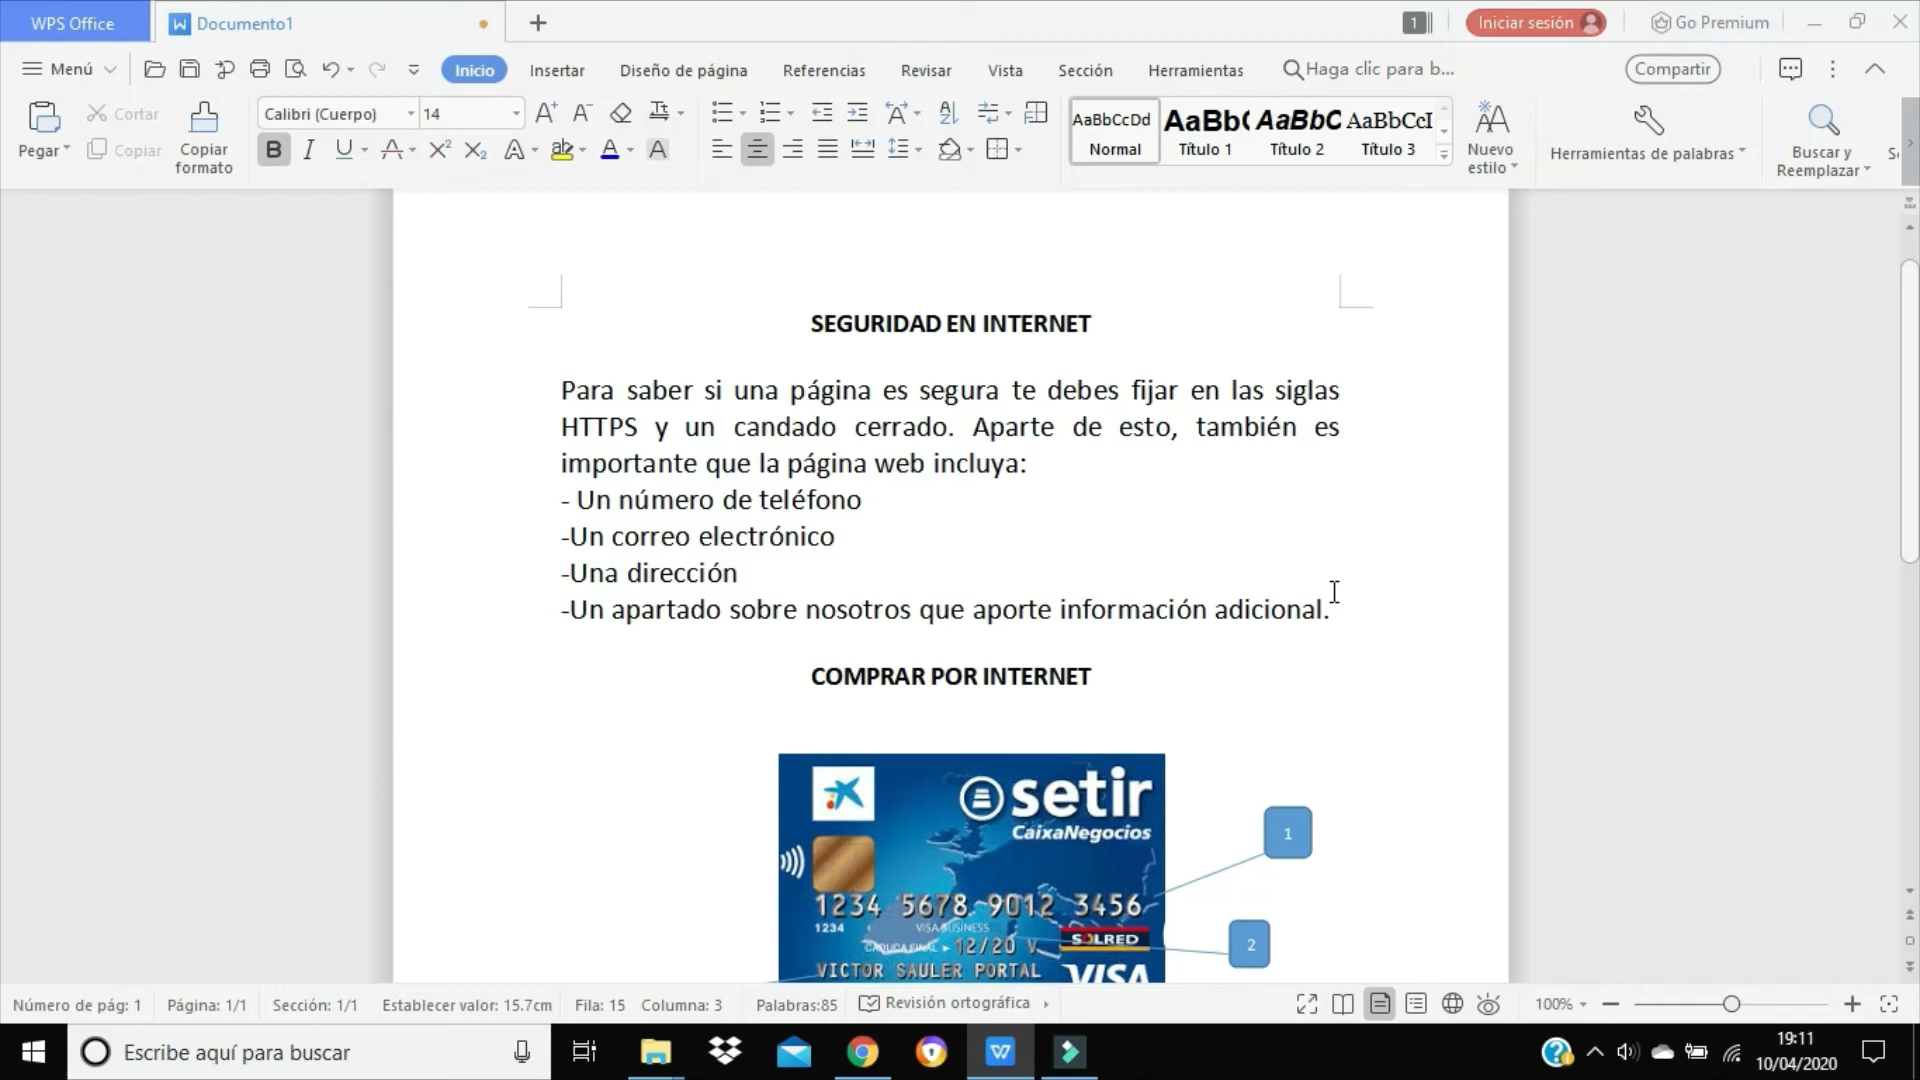 WPS Office
Documento1
1
Iniciar sesión
Go Premium
Menú
Inicio
Insertar
Diseño de página
Referencias
Revisar
Vista
Sección
Herramientas
Haga clic para b...
Compartir
Pegar
Cortar
Copiar
Copiar formato
Calibri (Cuerpo)
14
AaBbCcDd
Normal
AaBb(
Título 1
AaBbC
Título 2
AaBbCcI
Título 3
Nuevo estilo
Herramientas de palabras
Buscar y Reemplazar
SEGURIDAD EN INTERNET
Para saber si una página es segura te debes fijar en las siglas
HTTPS y un candado cerrado. Aparte de esto, también es
importante que la página web incluya:
- Un número de teléfono
-Un correo electrónico
-Una dirección
-Un apartado sobre nosotros que aporte información adicional.
COMPRAR POR INTERNET
setir
CaixaNegocios
1
1234 5678 9012 3456
1234
VISA BUSINESS
CADUCA FINAL ▸ 12/20 V
SOLRED
2
VICTOR SAULER PORTAL
VISA
Número de pág: 1
Página: 1/1
Sección: 1/1
Establecer valor: 15.7cm
Fila: 15
Columna: 3
Palabras:85
Revisión ortográfica
100%
Escribe aquí para buscar
19:11
10/04/2020